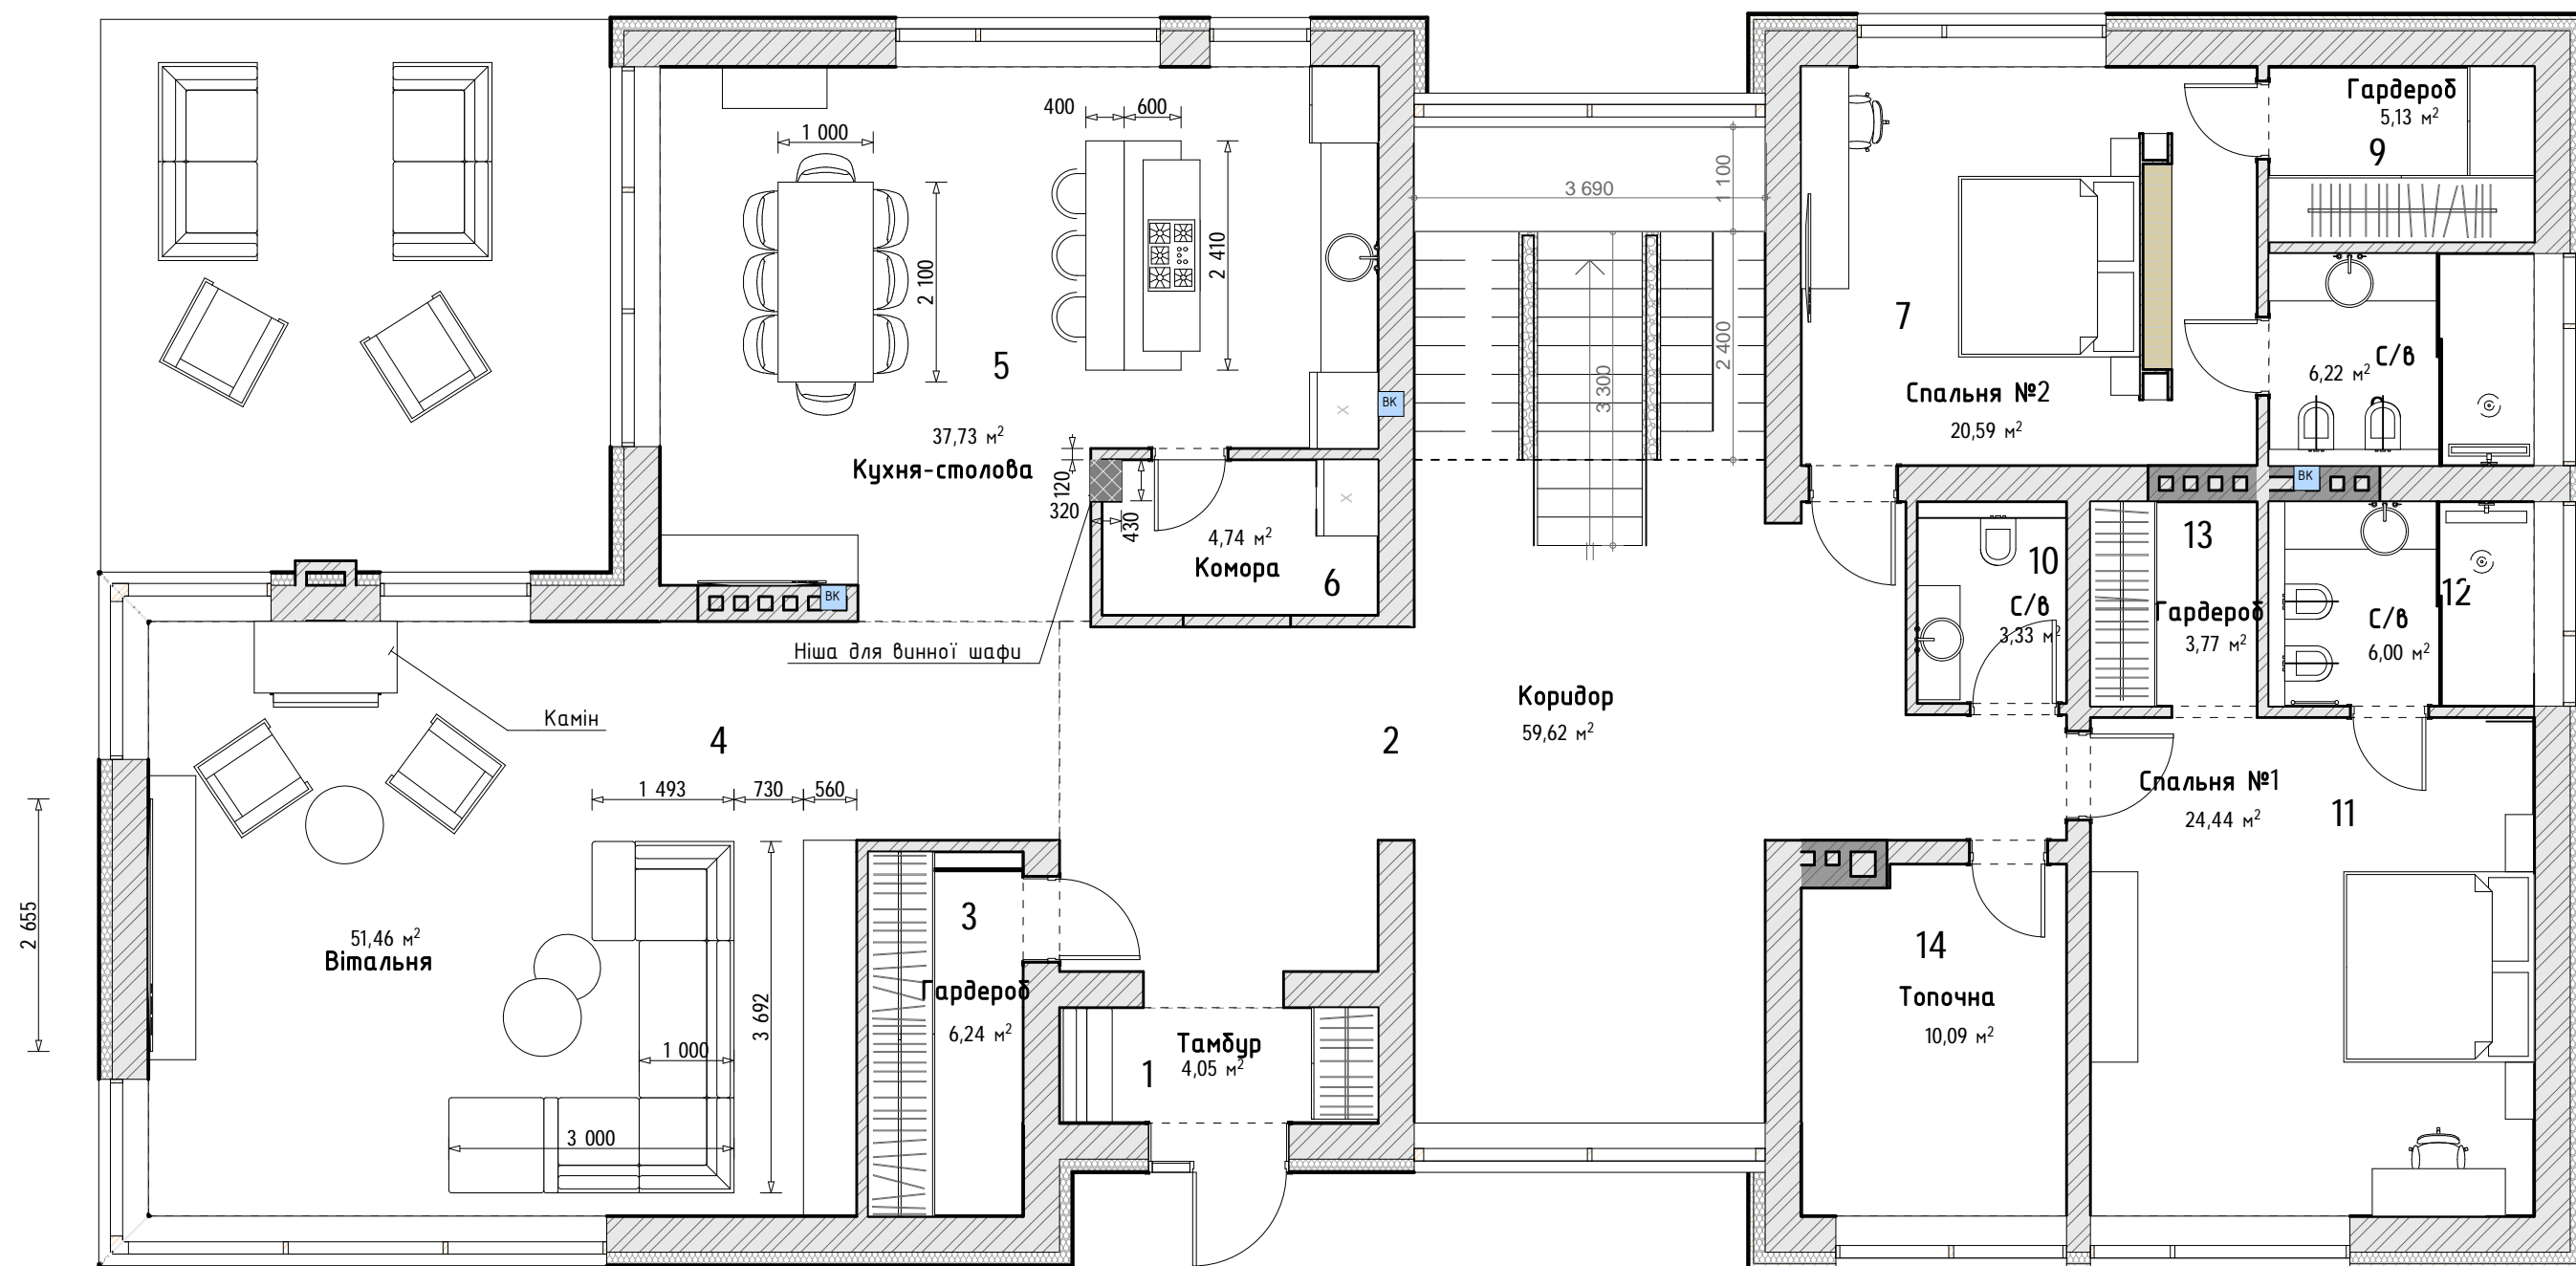 400
600
1 000
2 100
2 410
5
37,73 м²
Кухня-столова
120
320
430
4,74 м²
Комора
6
ВК
ВК
Ніша для винної шафи
Камін
3 690
1 100
2 400
3 300
7
Спальня №2
20,59 м²
Гардероб
5,13 м²
9
С/в
6,22 м²
ВК
10
С/в
3,33 м²
13
Гардероб
3,77 м²
12
С/в
6,00 м²
4
1 493
730
560
2 655
51,46 м²
Вітальня
3 692
1 000
3 000
3
Гардероб
6,24 м²
2
Коридор
59,62 м²
1
Тамбур
4,05 м²
Спальня №1
24,44 м²
11
14
Топочна
10,09 м²